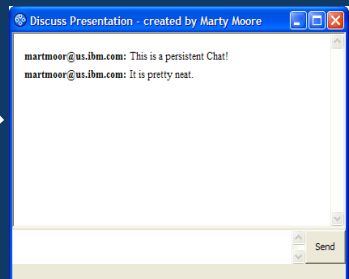 Discuss Presentation - created by Marty Moore
martmoor@us.ibm.com: This is a persistent Chat!
martmoor@us.ibm.com: It is pretty neat.
Send